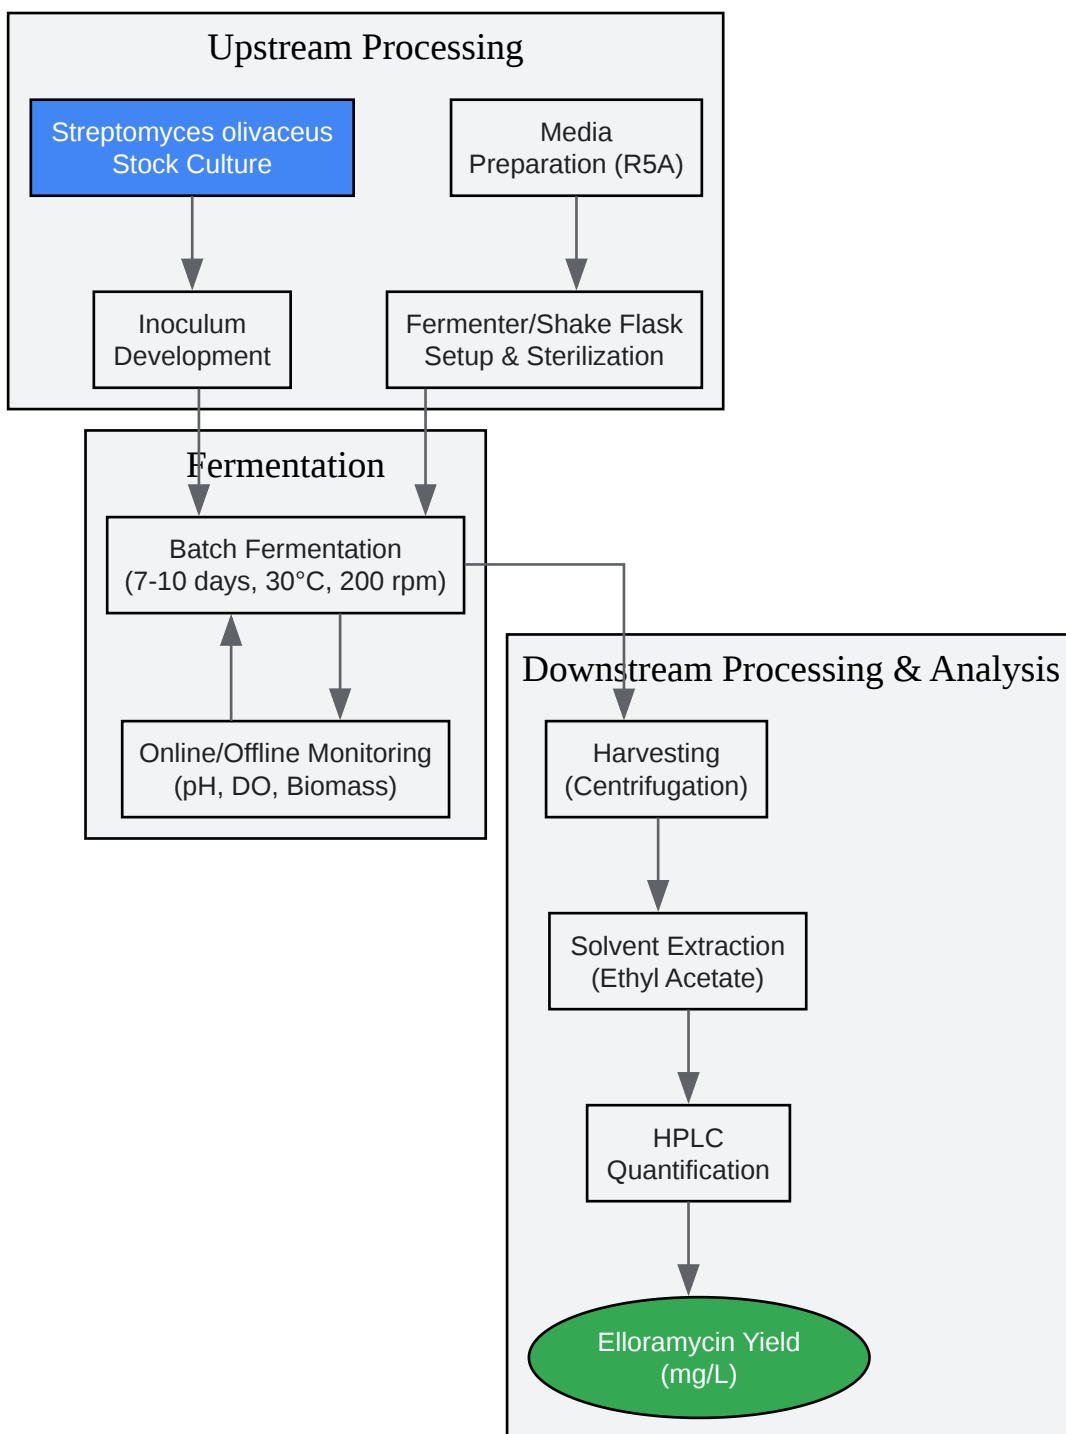 Upstream Processing
Streptomyces olivaceus
Stock Culture
Media
Preparation (R5A)
Inoculum
Development
Fermenter/Shake Flask
Setup & Sterilization
Fermentation
Batch Fermentation
(7-10 days, 30°C, 200 rpm)
Online/Offline Monitoring
(pH, DO, Biomass)
Downstream Processing & Analysis
Harvesting
(Centrifugation)
Solvent Extraction
(Ethyl Acetate)
HPLC
Quantification
Elloramycin Yield
(mg/L)